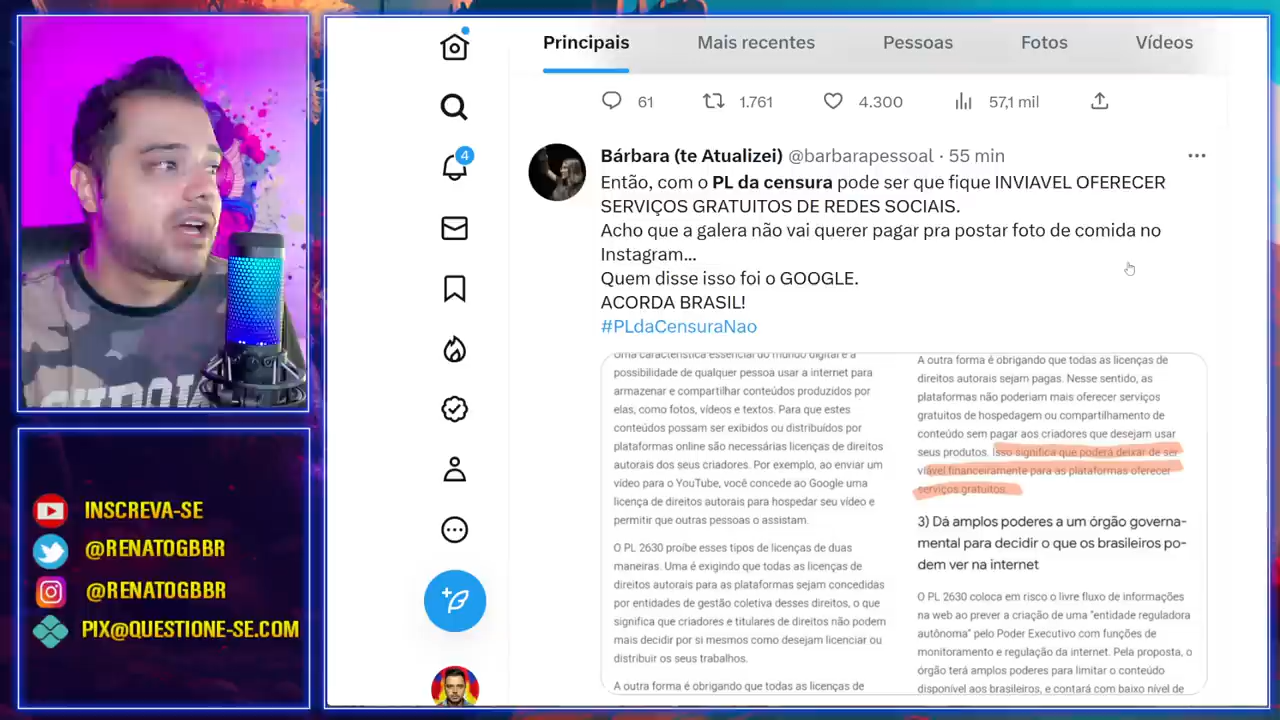 Principais Mais recentes Pessoas Fotos Vídeos
61 1.761 4.300 57,1 mil
4
Bárbara (te Atualizei) @barbarapessoal · 55 min
Então, com o PL da censura pode ser que fique INVIAVEL OFERECER
SERVIÇOS GRATUITOS DE REDES SOCIAIS.
Acho que a galera não vai querer pagar pra postar foto de comida no
Instagram...
Quem disse isso foi o GOOGLE.
ACORDA BRASIL!
#PLdaCensuraNao
Uma característica essencial do mundo digital é a
possibilidade de qualquer pessoa usar a internet para
armazenar e compartilhar conteúdos produzidos por
elas, como fotos, vídeos e textos. Para que estes
conteúdos possam ser exibidos ou distribuídos por
plataformas online são necessárias licenças de direitos
autorais dos seus criadores. Por exemplo, ao enviar um
vídeo para o YouTube, você concede ao Google uma
licença de direitos autorais para hospedar seu vídeo e
permitir que outras pessoas o assistam.
O PL 2630 proíbe esses tipos de licenças de duas
maneiras. Uma é exigindo que todas as licenças de
direitos autorais para as plataformas sejam concedidas
por entidades de gestão coletiva desses direitos, o que
significa que criadores e titulares de direitos não podem
mais decidir por si mesmos como desejam licenciar ou
distribuir os seus trabalhos.
A outra forma é obrigando que todas as licenças de
A outra forma é obrigando que todas as licenças de
direitos autorais sejam pagas. Nesse sentido, as
plataformas não poderiam mais oferecer serviços
gratuitos de hospedagem ou compartilhamento de
conteúdo sem pagar aos criadores que desejam usar
seus produtos. Isso significa que poderá deixar de ser
viável financeiramente para as plataformas oferecer
serviços gratuitos.
3) Dá amplos poderes a um órgão governa-
mental para decidir o que os brasileiros po-
dem ver na internet
O PL 2630 coloca em risco o livre fluxo de informações
na web ao prever a criação de uma "entidade reguladora
autônoma" pelo Poder Executivo com funções de
monitoramento e regulação da internet. Pela proposta, o
órgão terá amplos poderes para limitar o conteúdo
disponível aos brasileiros, e contará com baixo nível de
INSCREVA-SE
@RENATOGBBR
@RENATOGBBR
PIX@QUESTIONE-SE.COM